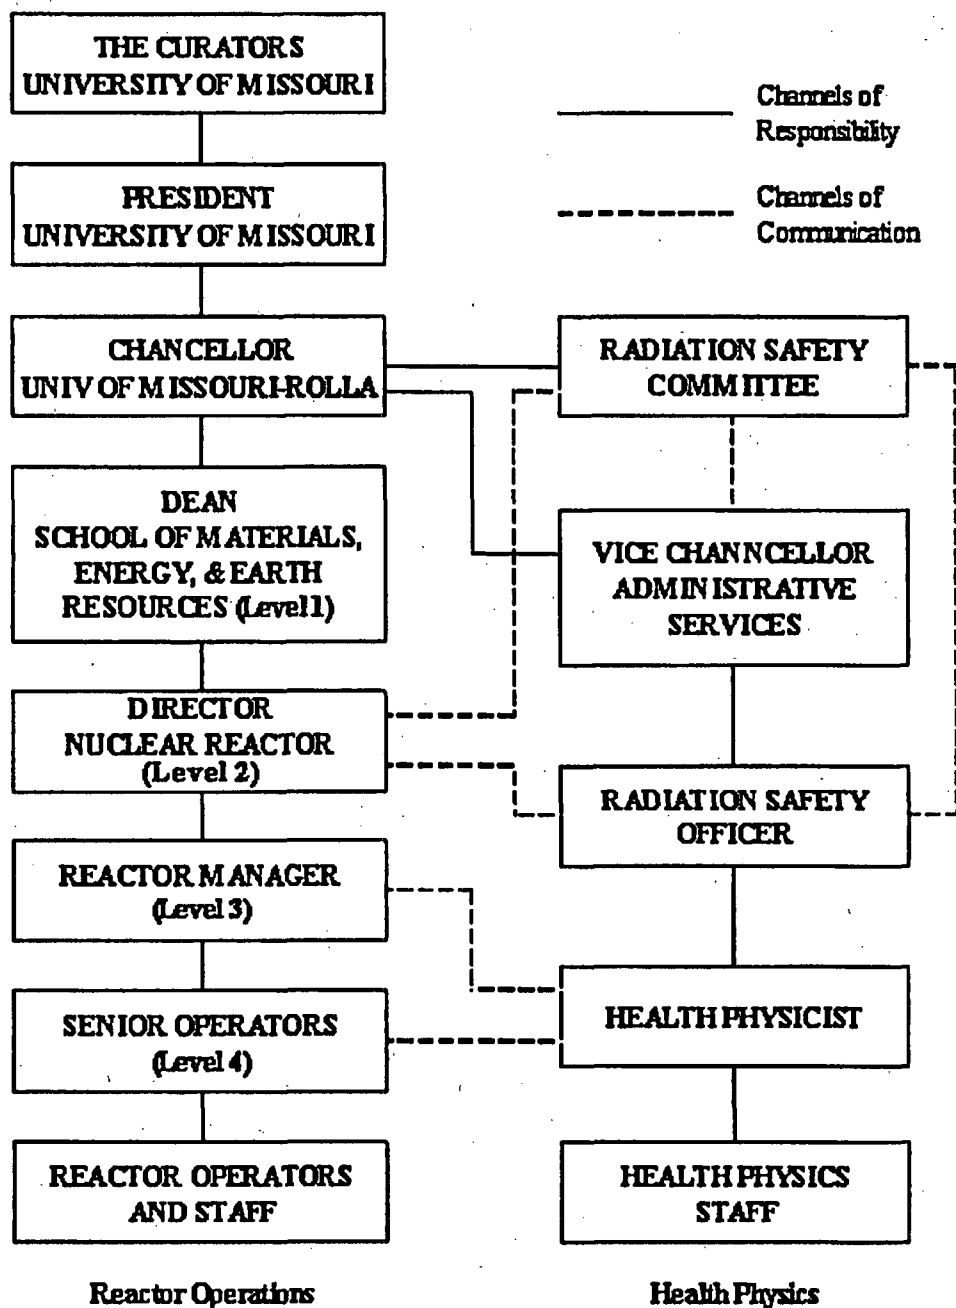 THE CURATORS
UNIVERSITY OF MISSOURI
Channels of
Responsibility
PRESIDENT
UNIVERSITY OF MISSOURI
Channels of
Communication
CHANCELLOR
UNIV OF MISSOURI-ROLLA
RADIATION SAFETY
COMMITTEE
DEAN
SCHOOL OF MATERIALS,
ENERGY, & EARTH
RESOURCES (Level 1)
VICE CHANNCELLOR
ADMINISTRATIVE
SERVICES
DIRECTOR
NUCLEAR REACTOR
(Level 2)
RADIATION SAFETY
OFFICER
REACTOR MANAGER
(Level 3)
SENIOR OPERATORS
(Level 4)
HEALTH PHYSICIST
REACTOR OPERATORS
AND STAFF
HEALTH PHYSICS
STAFF
Reactor Operations
Health Physics